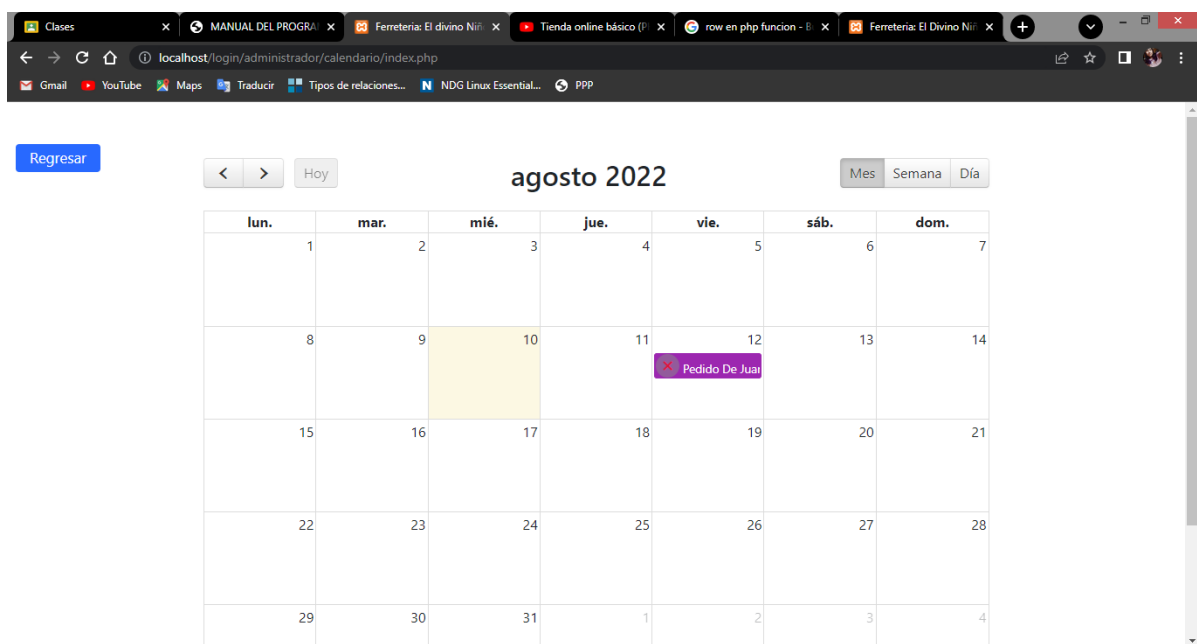 Clases MANUAL DEL PROGRA Ferreteria: El divino Niñ Tienda online básico (P row en php funcion - B Ferreteria: El Divino Niñ
localhost/login/administrador/calendario/index.php
Gmail YouTube Maps Traducir Tipos de relaciones... NDG Linux Essential... PPP
Regresar
Hoy agosto 2022 Mes Semana Día
lun. mar. mié. jue. vie. sáb. dom.
1 2 3 4 5 6 7
8 9 10 11 12 13 14
Pedido De Juan
15 16 17 18 19 20 21
22 23 24 25 26 27 28
29 30 31 1 2 3 4